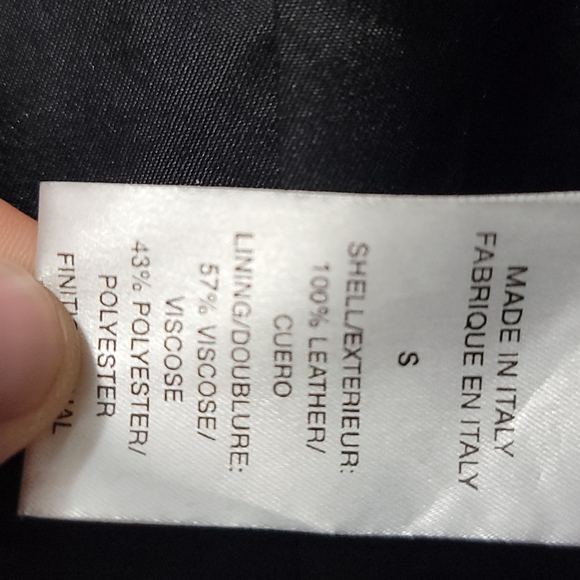 MADE IN ITALY
FABRIQUE EN ITALY
S
SHELL/EXTERIEUR:
100% LEATHER/
CUERO
LINING/DOUBLURE:
57% VISCOSE/
VISCOSE
43% POLYESTER/
POLYESTER